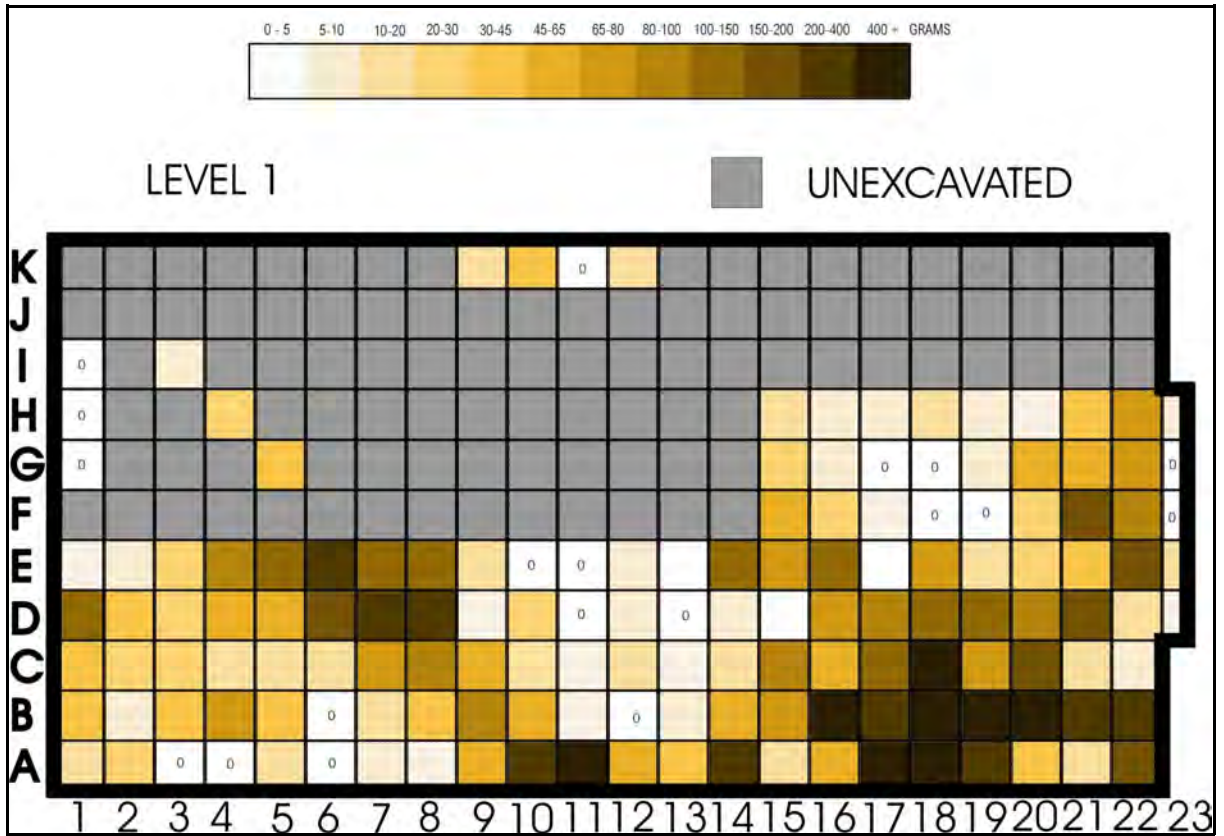 0 - 5 5-10 10-20 20-30 30-45 45-65 65-80 80-100 100-150 150-200 200-400 400 + GRAMS
LEVEL 1 UNEXCAVATED
K 0
J
I 0
H 0
G 0 0 0 0
F 0 0 0
E 0 0
D 0 0
C
B 0 0
A 0 0 0
1 2 3 4 5 6 7 8 9 10 11 12 13 14 15 16 17 18 19 20 21 22 23